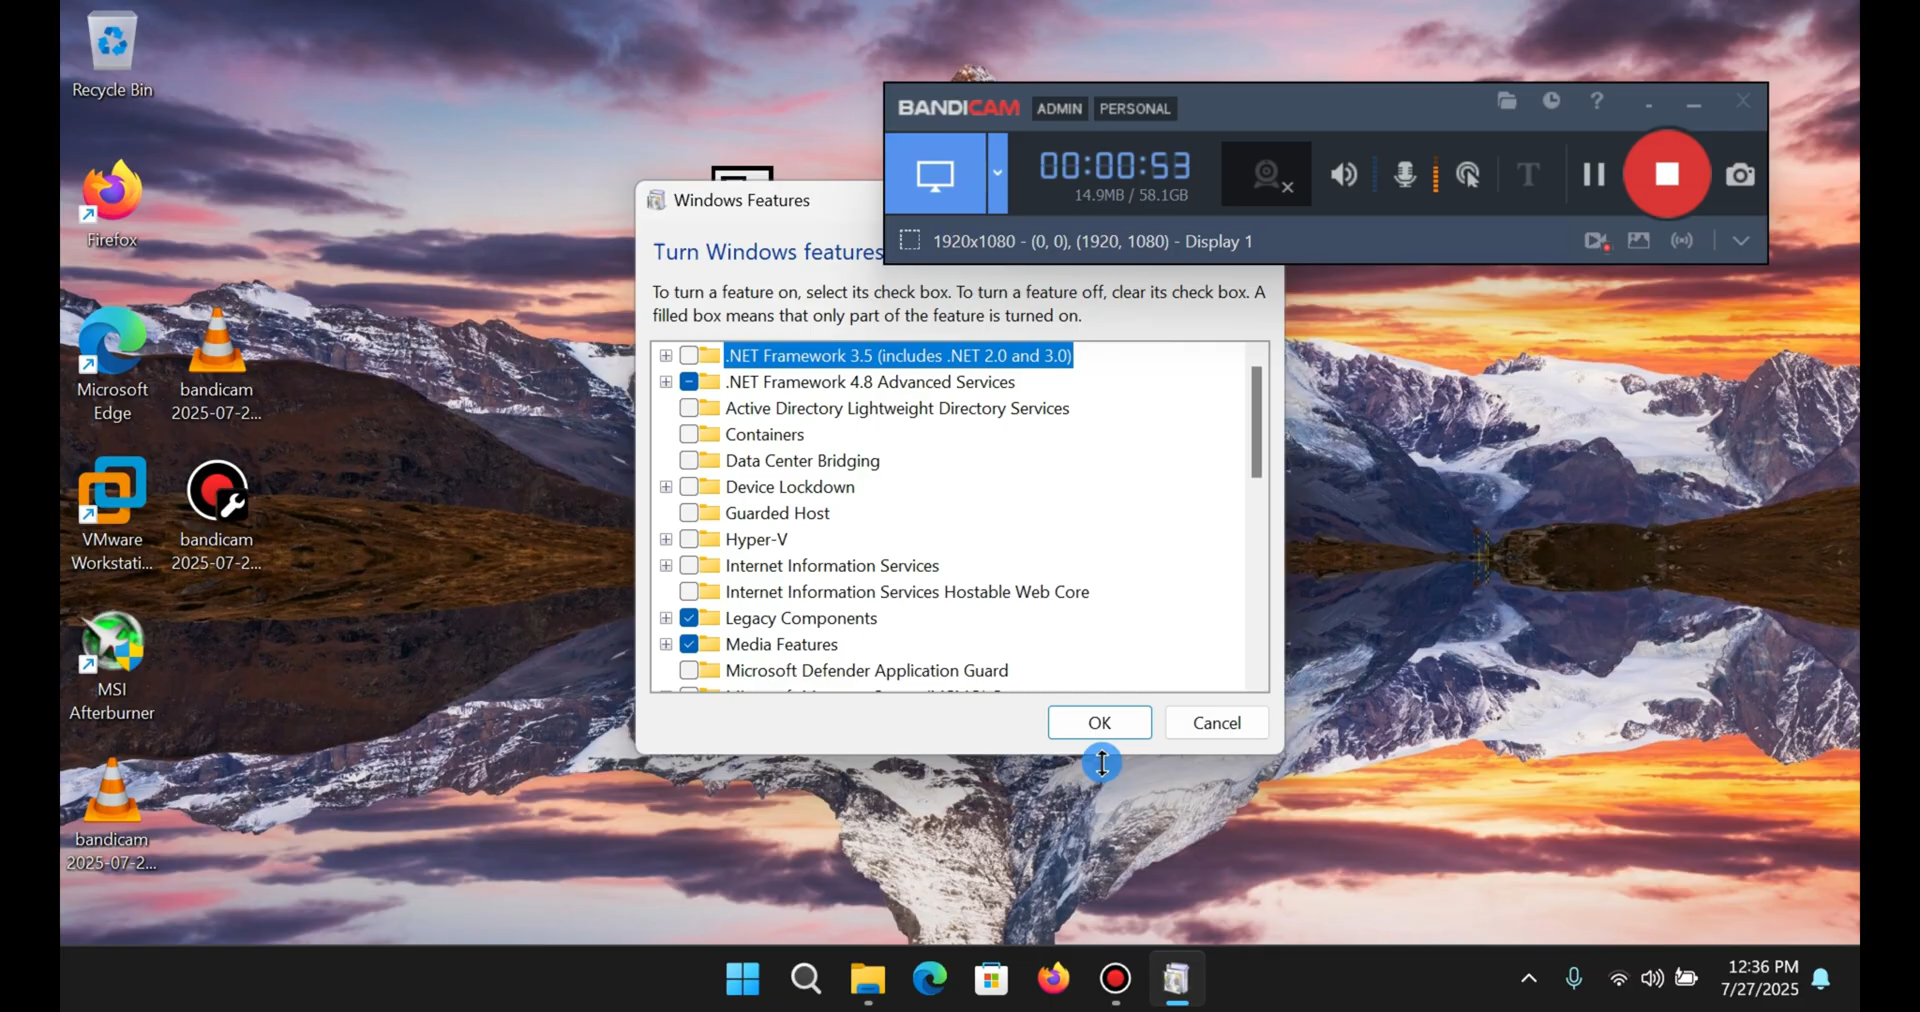 Recycle Bin
Firefox
Microsoft
Edge
bandicam
2025-07-2...
VMware
Workstati...
bandicam
2025-07-2...
MSI
Afterburner
bandicam
2025-07-2...
BANDICAM ADMIN PERSONAL
?
00:00:53
14.9MB / 58.1GB
T
1920x1080 - (0, 0), (1920, 1080) - Display 1
Windows Features
Turn Windows features
To turn a feature on, select its check box. To turn a feature off, clear its check box. A
filled box means that only part of the feature is turned on.
.NET Framework 3.5 (includes .NET 2.0 and 3.0)
.NET Framework 4.8 Advanced Services
Active Directory Lightweight Directory Services
Containers
Data Center Bridging
Device Lockdown
Guarded Host
Hyper-V
Internet Information Services
Internet Information Services Hostable Web Core
Legacy Components
Media Features
Microsoft Defender Application Guard
OK
Cancel
12:36 PM
7/27/2025